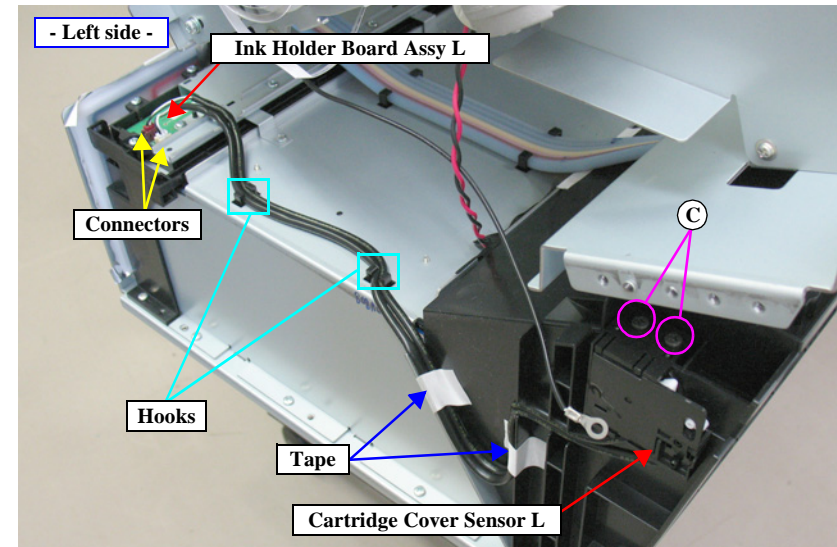 - Left side -
Ink Holder Board Assy L
Connectors
C
Hooks
Tape
Cartridge Cover Sensor L